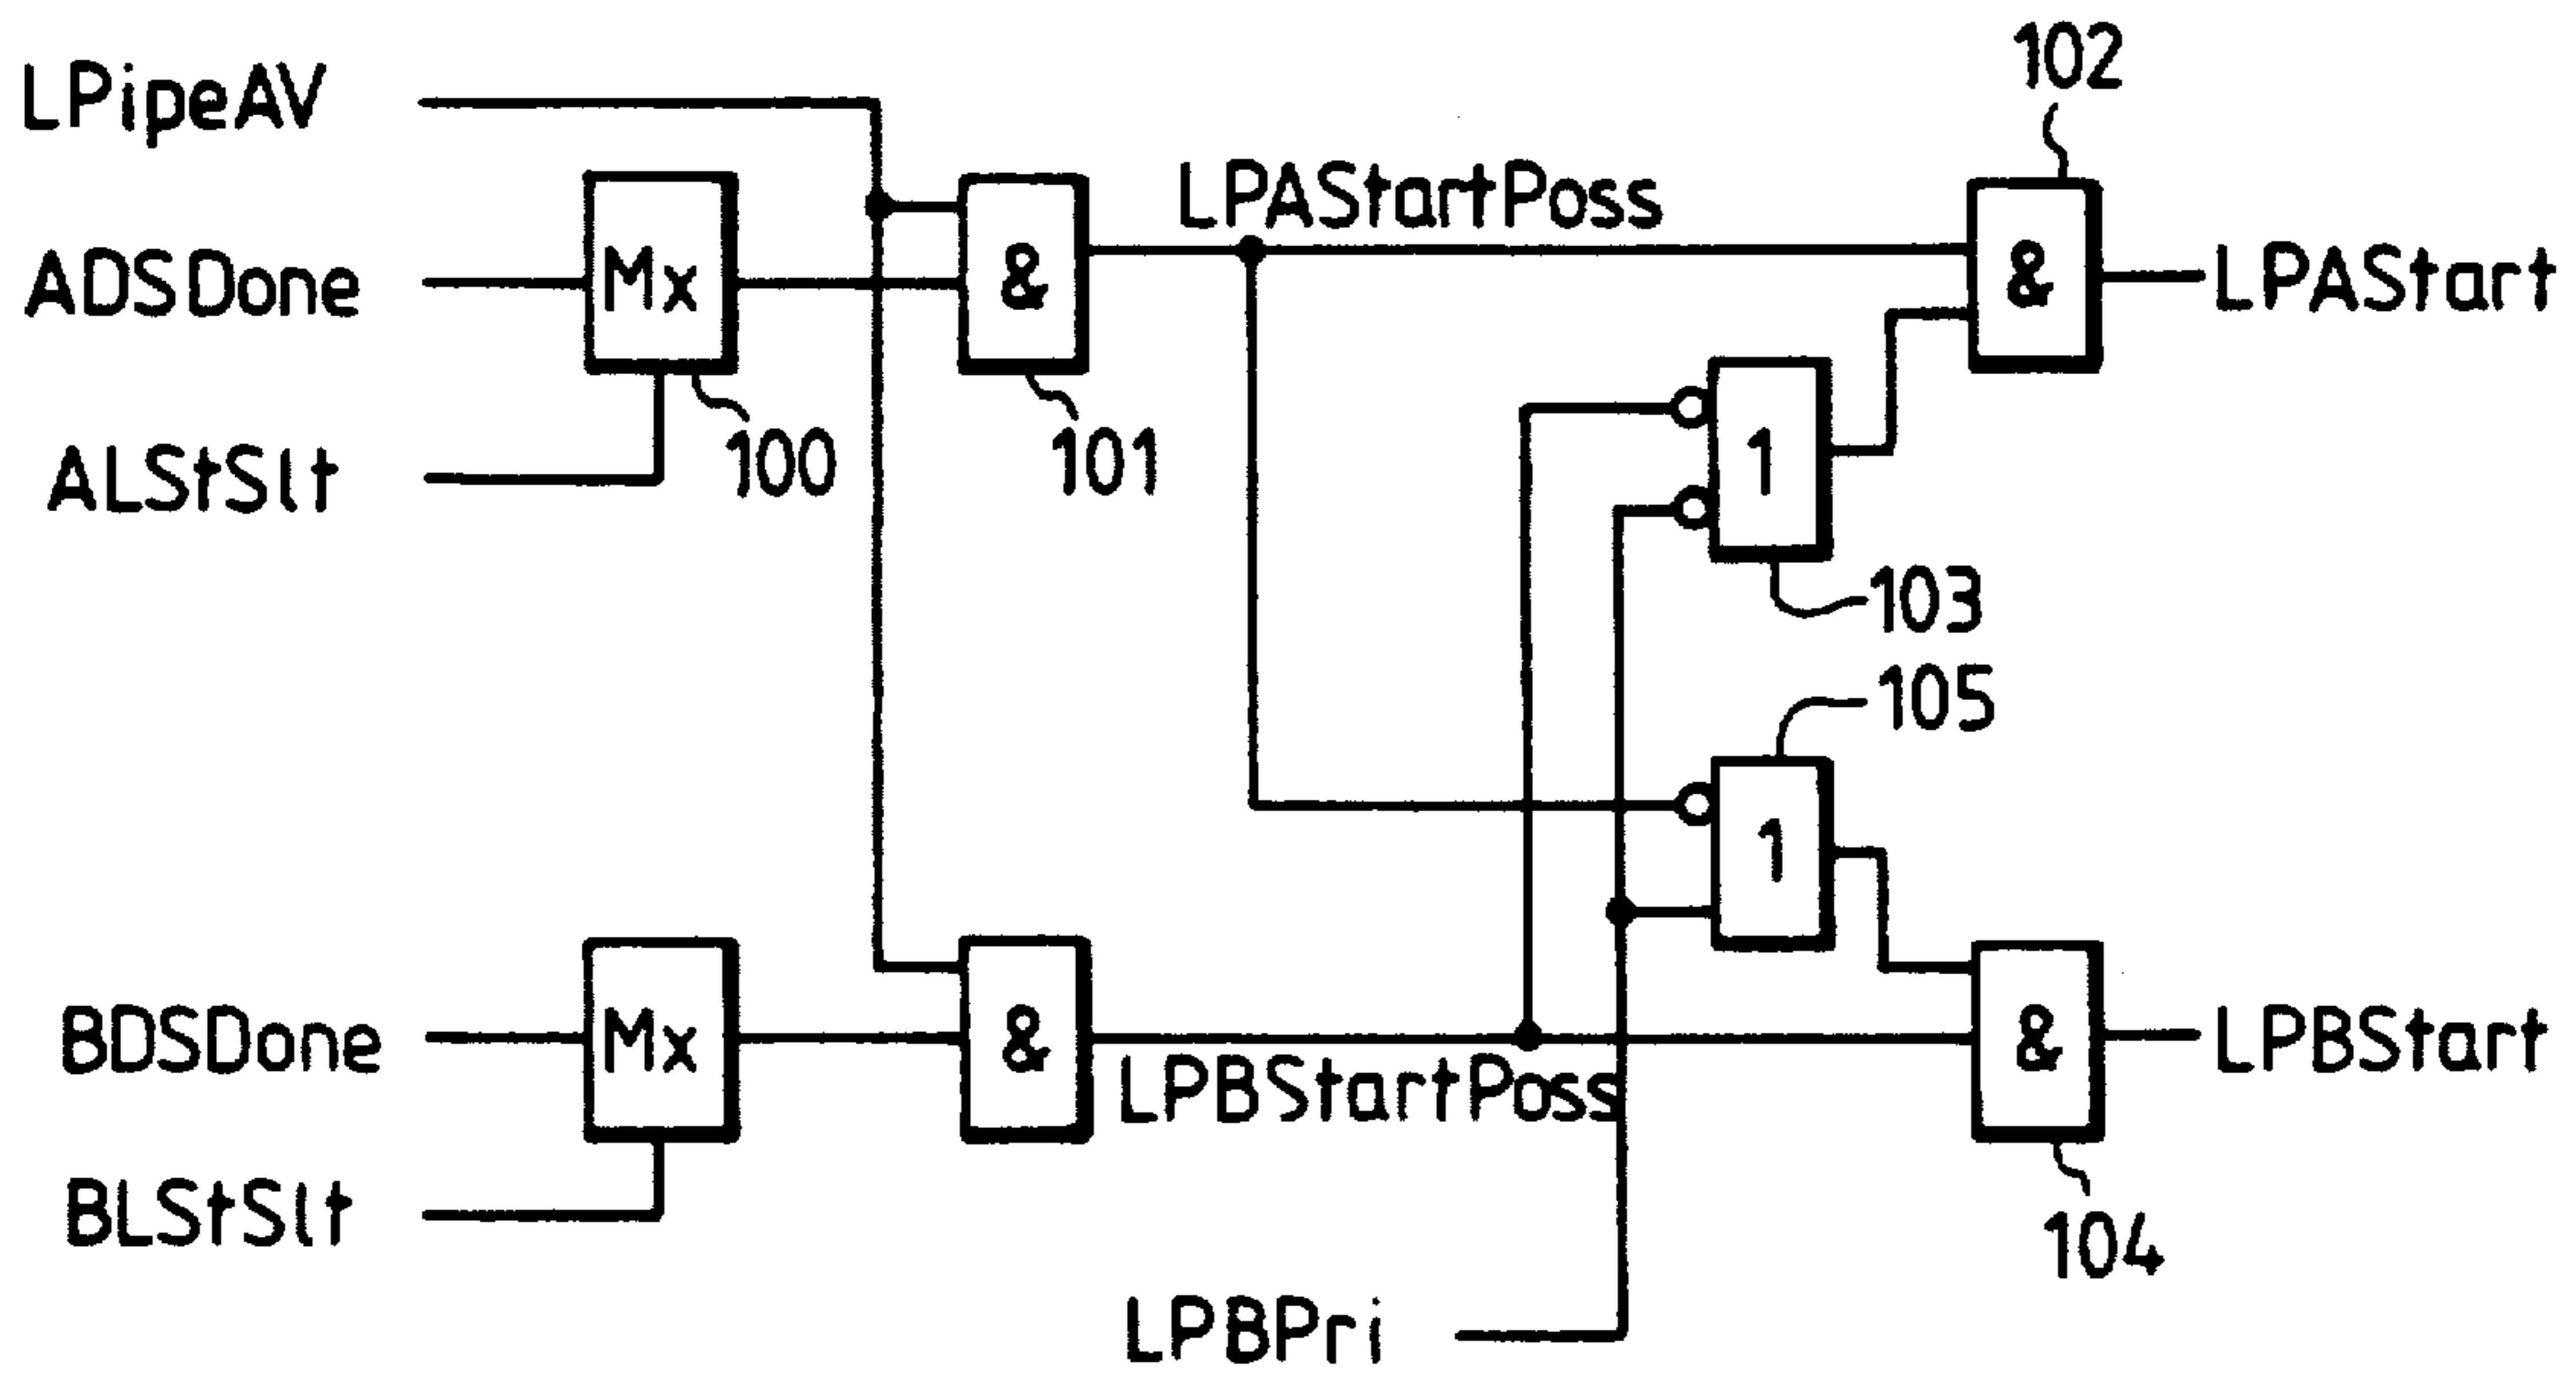 102
LPipeAV
LPAStartPoss
ADSDone
Mx
&
&
LPAStart
ALStSlt
100
101
1
103
105
1
BDSDone
Mx
&
LPBStartPoss
&
LPBStart
BLStSlt
104
LPBPri